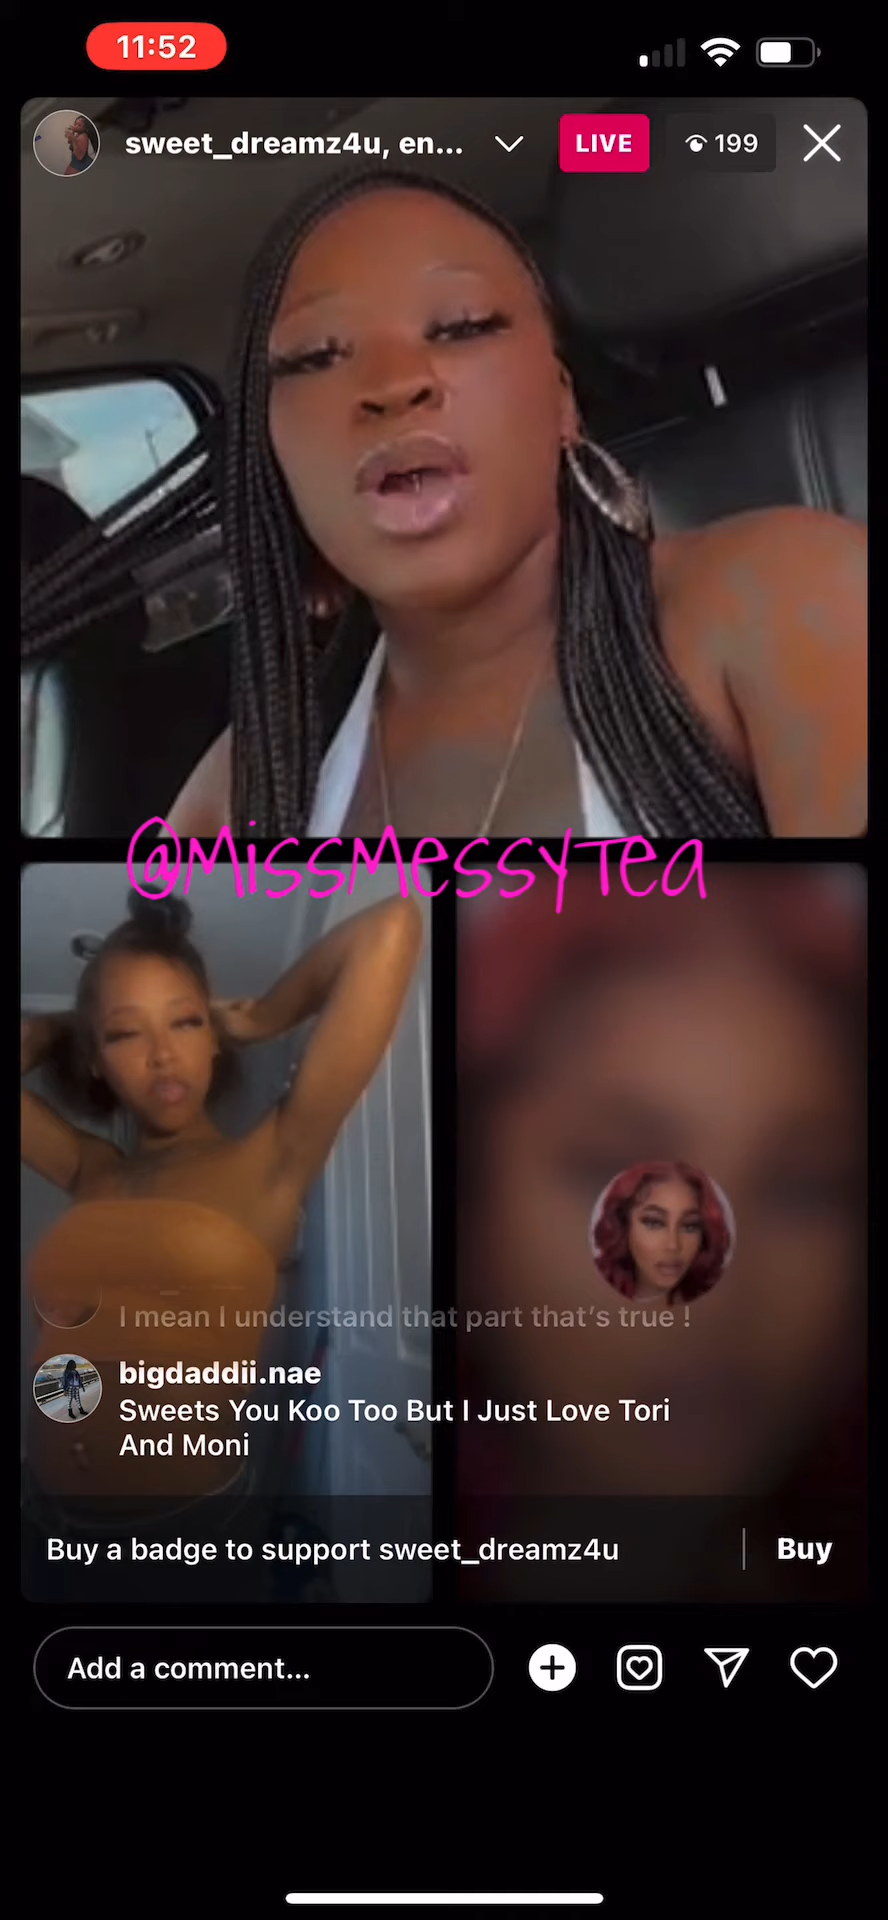 11:52
sweet_dreamz4u, en...
LIVE
199
@MissMessyTea
I mean I understand that part that's true !
bigdaddii.nae
Sweets You Koo Too But I Just Love Tori
And Moni
Buy a badge to support sweet_dreamz4u
Buy
Add a comment...